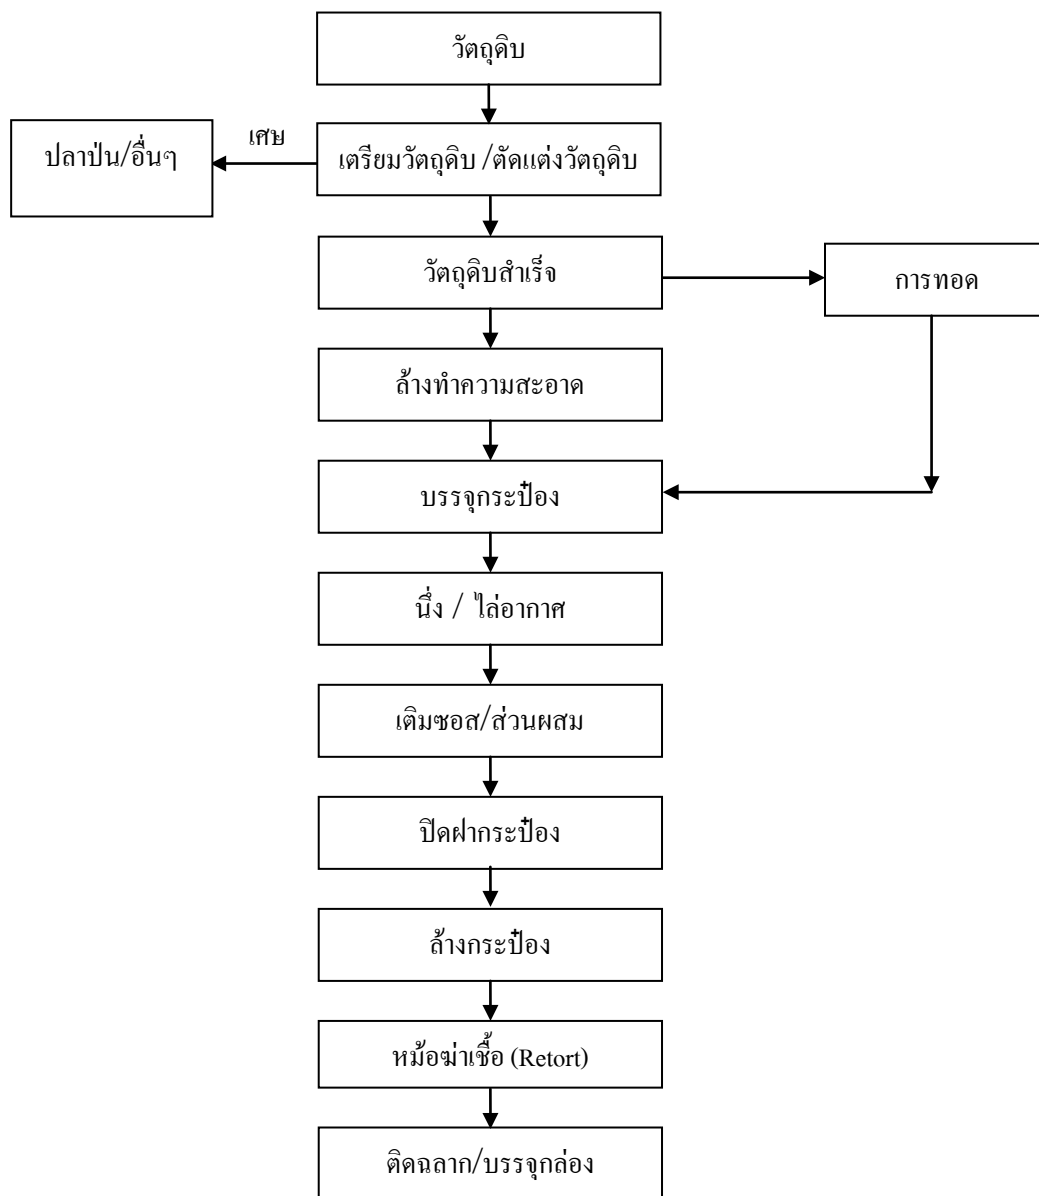 วัตถุดิบ
เศษ
ปลาป่น/อื่นๆ
เตรียมวัตถุดิบ /ตัดแต่งวัตถุดิบ
วัตถุดิบสำเร็จ
การทอด
ล้างทำความสะอาด
บรรจุกระป๋อง
นึ่ง / ไล่อากาศ
เติมซอส/ส่วนผสม
ปิดฝากระป๋อง
ล้างกระป๋อง
หม้อฆ่าเชื้อ (Retort)
ติดฉลาก/บรรจุกล่อง